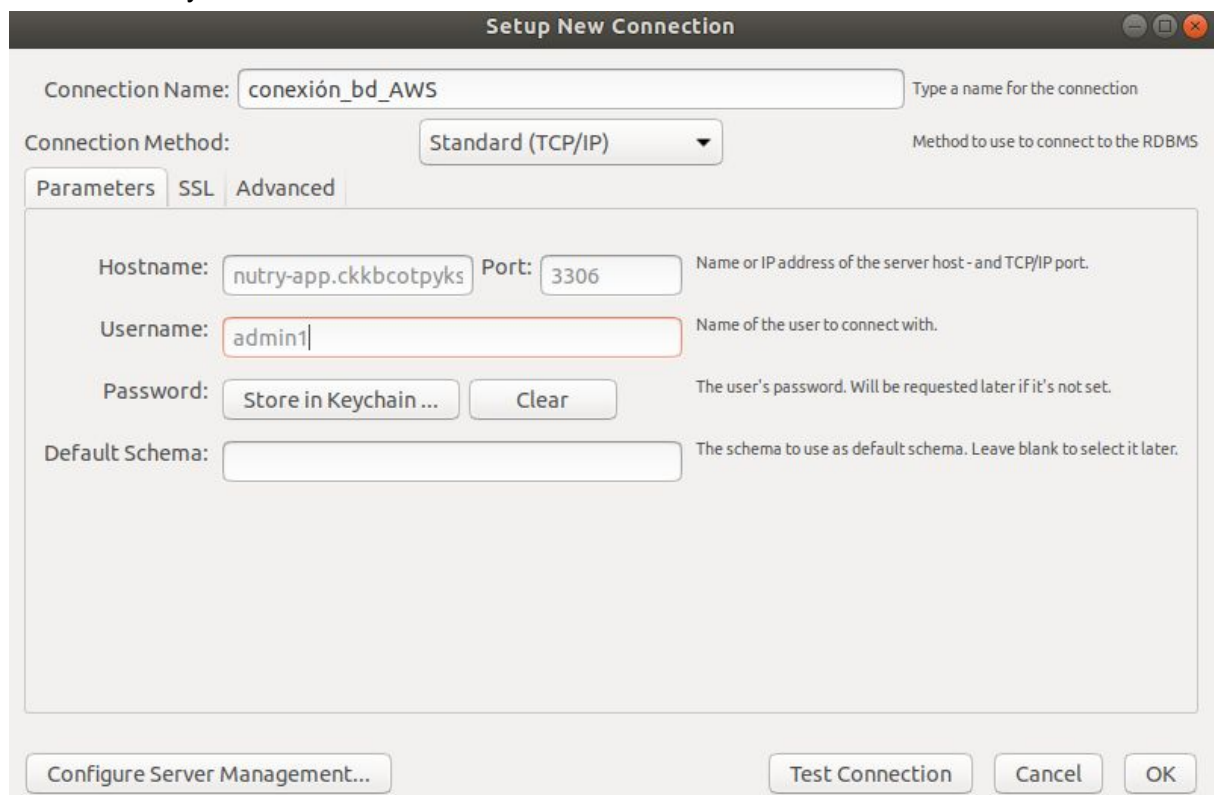 Setup New Connection
Connection Name: conexión_bd_AWS Type a name for the connection
Connection Method: Standard (TCP/IP) Method to use to connect to the RDBMS
Parameters SSL Advanced
Hostname: nutry-app.ckkbcotpyks Port: 3306 Name or IP address of the server host - and TCP/IP port.
Username: admin1 Name of the user to connect with.
Password: Store in Keychain ... Clear The user's password. Will be requested later if it's not set.
Default Schema: The schema to use as default schema. Leave blank to select it later.
Configure Server Management... Test Connection Cancel OK